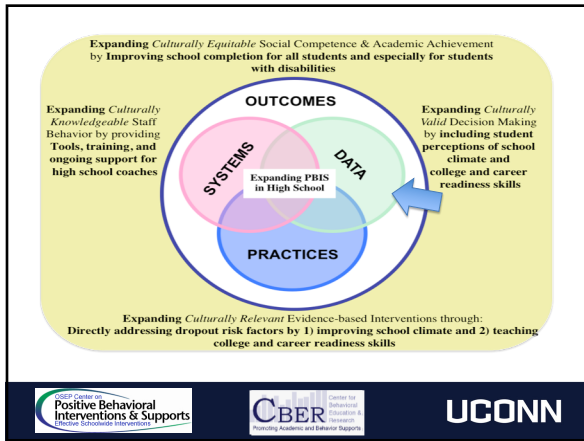 Expanding Culturally Equitable Social Competence & Academic Achievement
by Improving school completion for all students and especially for students
with disabilities
OUTCOMES
Expanding Culturally
Knowledgeable Staff
Behavior by providing
Tools, training, and
ongoing support for
high school coaches
Expanding Culturally
Valid Decision Making
by including student
perceptions of school
climate and
college and career
readiness skills
SYSTEMS
DATA
Expanding PBIS
in High School
PRACTICES
Expanding Culturally Relevant Evidence-based Interventions through:
Directly addressing dropout risk factors by 1) improving school climate and 2) teaching
college and career readiness skills
OSEP Center on
Positive Behavioral
Interventions & Supports
Effective Schoolwide Interventions
CBER
Center for
Behavioral
Education &
Research
Promoting Academic and Behavior Supports
UCONN